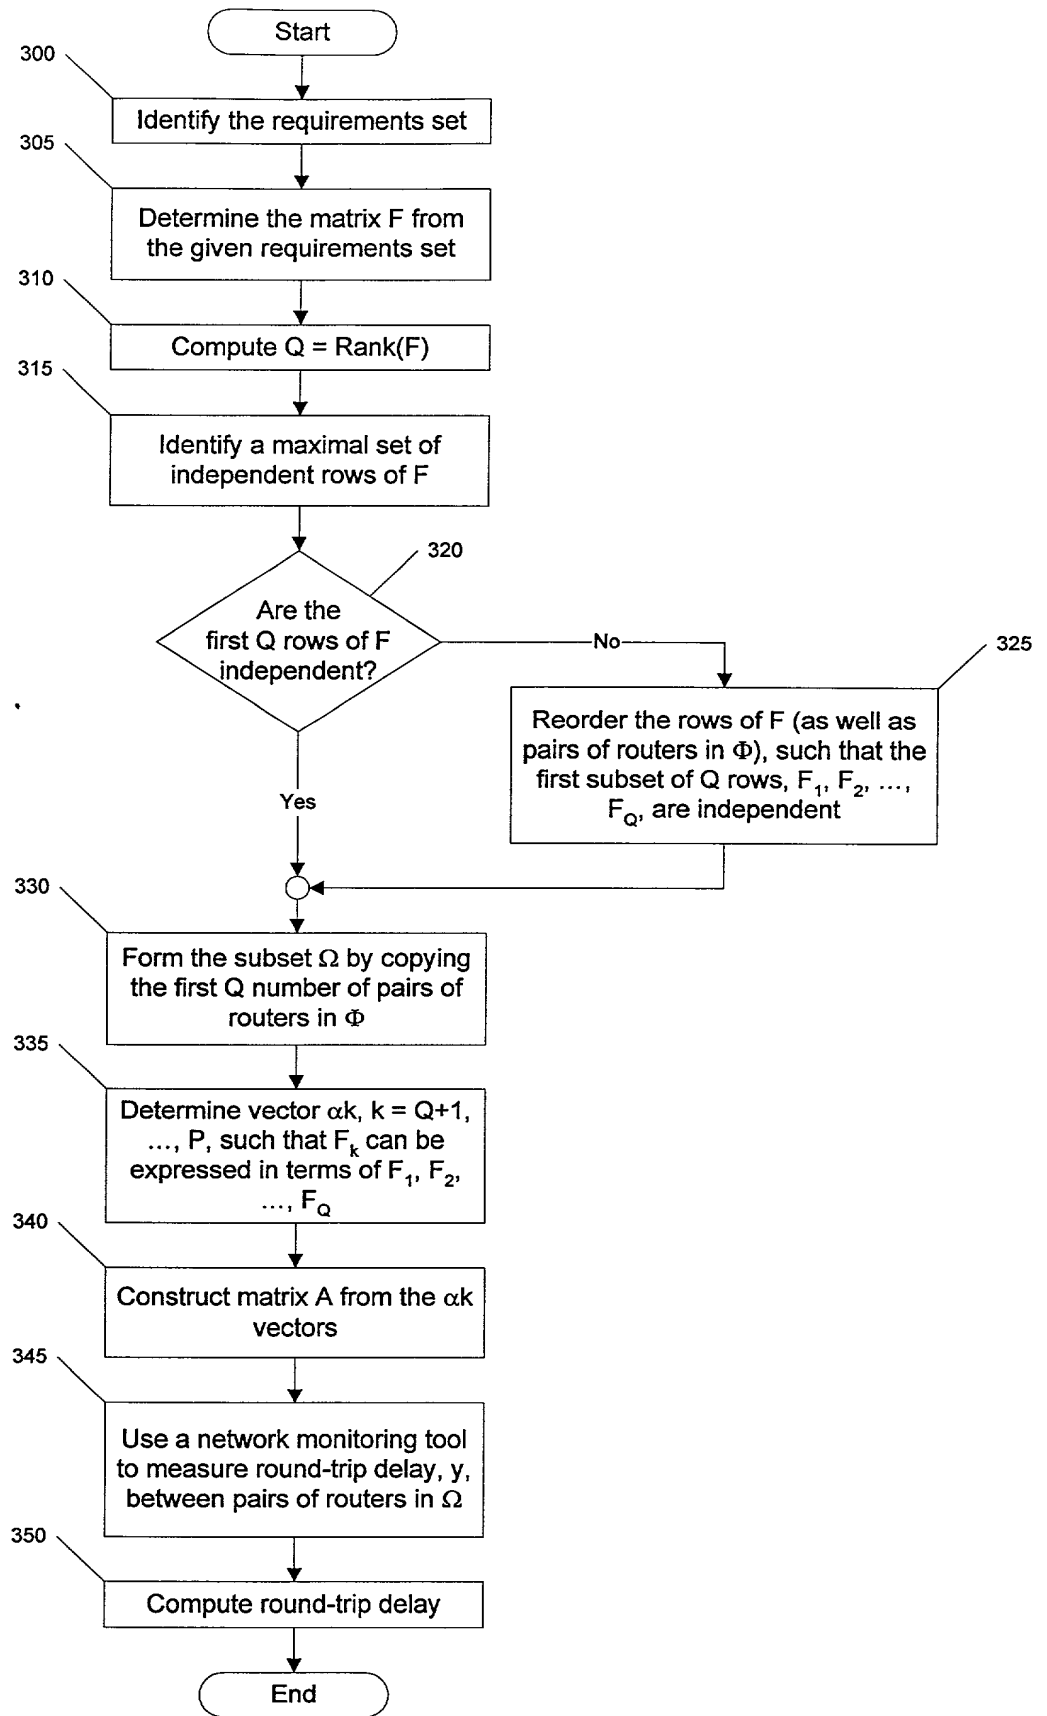 Start
300
Identify the requirements set
305
Determine the matrix F from
the given requirements set
310
Compute Q = Rank(F)
315
Identify a maximal set of
independent rows of F
320
Are the
first Q rows of F
independent?
No
325
Reorder the rows of F (as well as
pairs of routers in Φ), such that the
first subset of Q rows, F₁, F₂, ...,
F_Q, are independent
Yes
330
Form the subset Ω by copying
the first Q number of pairs of
routers in Φ
335
Determine vector αk, k = Q+1,
..., P, such that Fₖ can be
expressed in terms of F₁, F₂,
..., F_Q
340
Construct matrix A from the αk
vectors
345
Use a network monitoring tool
to measure round-trip delay, y,
between pairs of routers in Ω
350
Compute round-trip delay
End